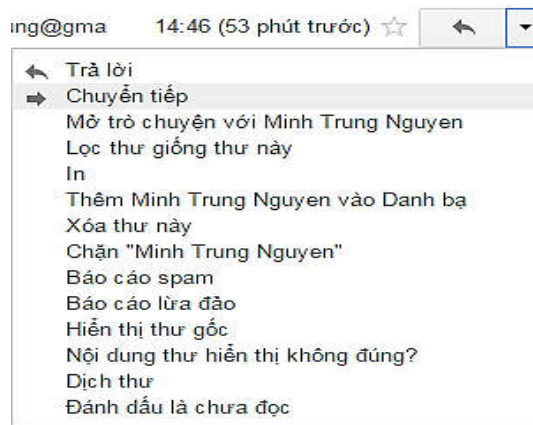 ung@gma 14:46 (53 phút trước)
Trả lời
Chuyển tiếp
Mở trò chuyện với Minh Trung Nguyen
Lọc thư giống thư này
In
Thêm Minh Trung Nguyen vào Danh bạ
Xóa thư này
Chặn "Minh Trung Nguyen"
Báo cáo spam
Báo cáo lừa đảo
Hiển thị thư gốc
Nội dung thư hiển thị không đúng?
Dịch thư
Đánh dấu là chưa đọc